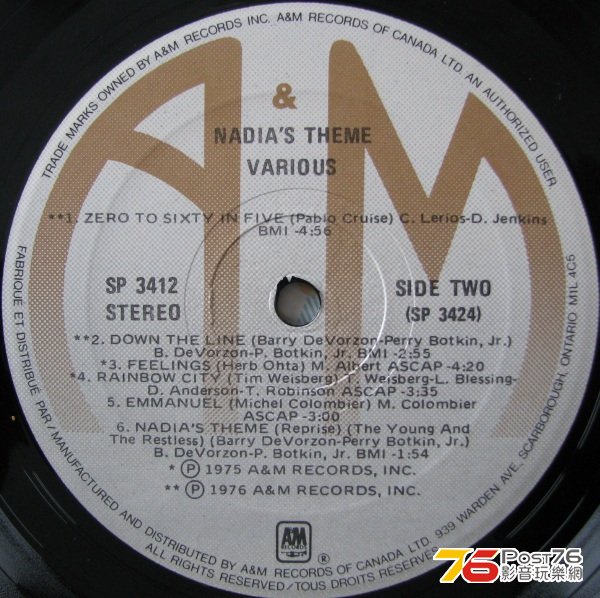 TRADE MARKS OWNED BY A&M RECORDS INC. A&M RECORDS OF CANADA LTD. AN AUTHORIZED USER
&
NADIA'S THEME
VARIOUS
**1. ZERO TO SIXTY IN FIVE (Pablo Cruise) C. Lerios-D. Jenkins
BMI -4:56
SP 3412
STEREO
SIDE TWO
(SP 3424)
**2. DOWN THE LINE (Barry DeVorzon-Perry Botkin, Jr.)
B. DeVorzon-P. Botkin, Jr. BMI -2:55
*3. FEELINGS (Herb Ohta) M. Albert ASCAP -4:20
*4. RAINBOW CITY (Tim Weisberg) T. Weisberg-L. Blessing-
D. Anderson-T. Robinson ASCAP -3:35
5. EMMANUEL (Michel Colombier) M. Colombier
ASCAP -3:00
6. NADIA'S THEME (Reprise) (The Young And
The Restless) (Barry DeVorzon-Perry Botkin, Jr.)
B. DeVorzon-P. Botkin, Jr. BMI -1:54
* Ⓟ 1975 A&M RECORDS, INC.
** Ⓟ 1976 A&M RECORDS, INC.
A&M
RECORDS
®
FABRIQUÉ ET DISTRIBUÉ PAR / MANUFACTURED AND DISTRIBUTED BY A&M RECORDS OF CANADA LTD. 939 WARDEN AVE., SCARBOROUGH, ONTARIO M1L 4C5
ALL RIGHTS RESERVED/TOUS DROITS RESERVES
76 Post76
影音玩樂網